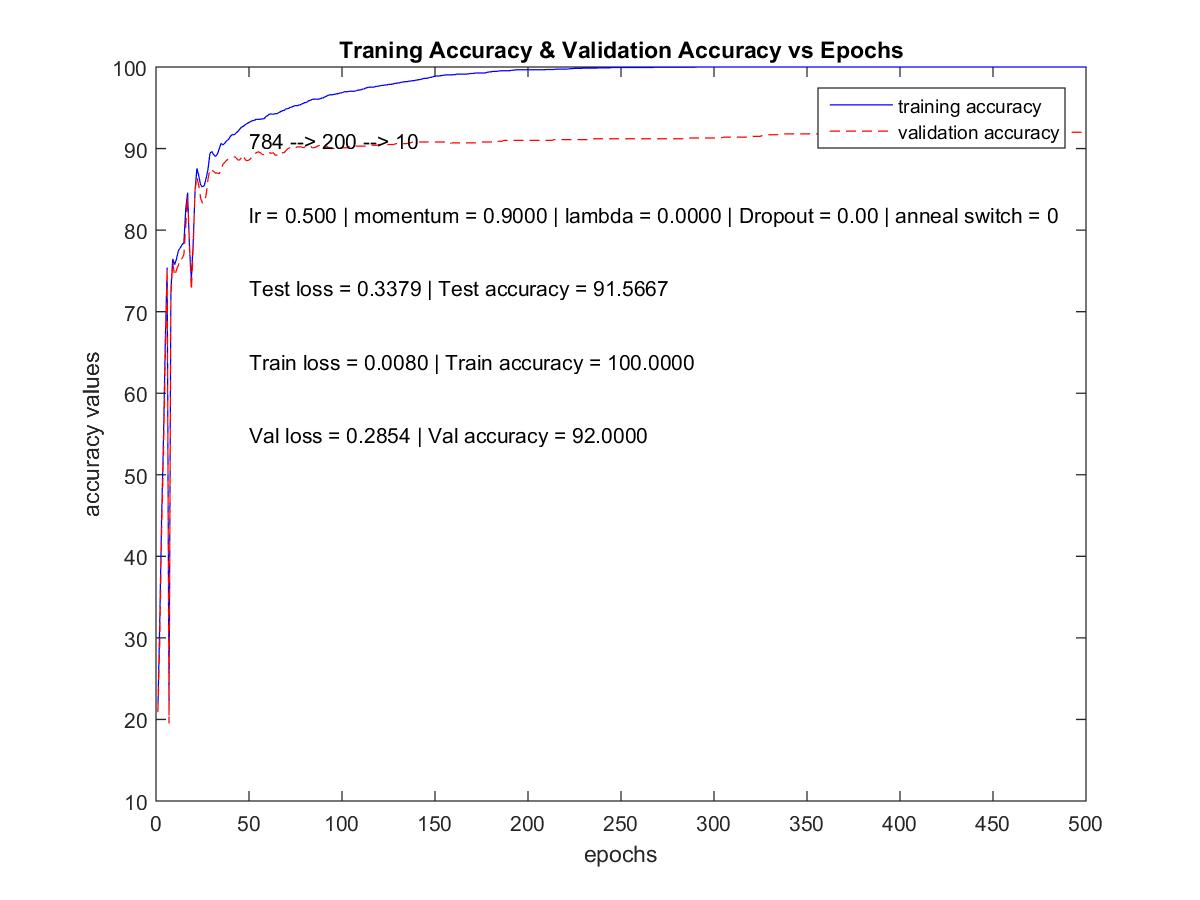 Traning Accuracy & Validation Accuracy vs Epochs
100
90
80
70
60
50
40
30
20
10
accuracy values
training accuracy
validation accuracy
784 --> 200 --> 10
lr = 0.500 | momentum = 0.9000 | lambda = 0.0000 | Dropout = 0.00 | anneal switch = 0
Test loss = 0.3379 | Test accuracy = 91.5667
Train loss = 0.0080 | Train accuracy = 100.0000
Val loss = 0.2854 | Val accuracy = 92.0000
0 50 100 150 200 250 300 350 400 450 500
epochs